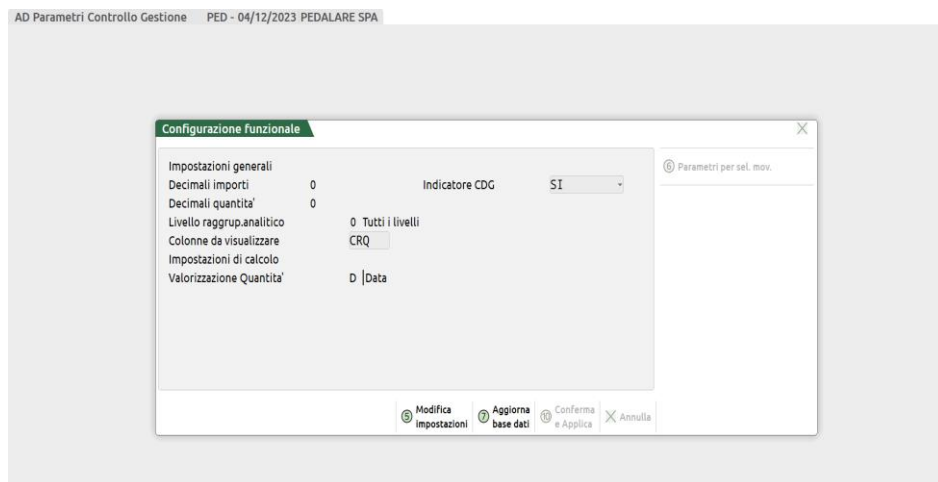 AD Parametri Controllo Gestione PED - 04/12/2023 PEDALARE SPA
Configurazione funzionale X
Impostazioni generali
Decimali importi 0 Indicatore CDG SI
Decimali quantita' 0
Livello raggrup.analitico 0 Tutti i livelli
Colonne da visualizzare CRQ
Impostazioni di calcolo
Valorizzazione Quantita' D Data
6 Parametri per sel. mov.
5 Modifica impostazioni
7 Aggiorna base dati
10 Conferma e Applica
X Annulla